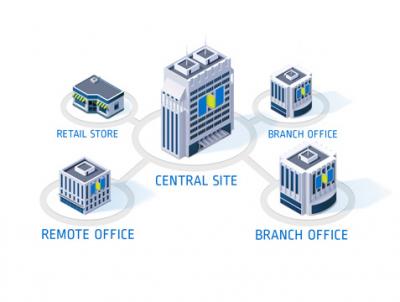 RETAIL STORE
BRANCH OFFICE
CENTRAL SITE
REMOTE OFFICE
BRANCH OFFICE